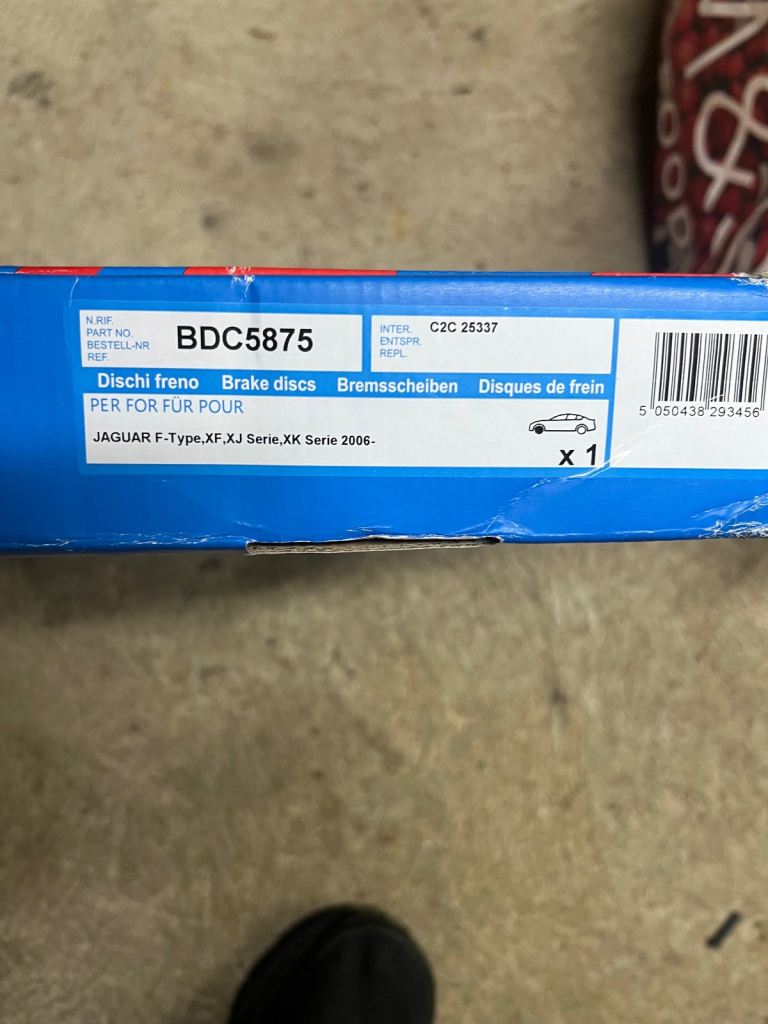 N.RIF.
PART NO.
BESTELL-NR
REF.
BDC5875
INTER.
ENTSPR.
REPL.
C2C 25337
Dischi freno Brake discs Bremsscheiben Disques de frein
PER FOR FÜR POUR
JAGUAR F-Type,XF,XJ Serie,XK Serie 2006-
x 1
5 050438 293456
&